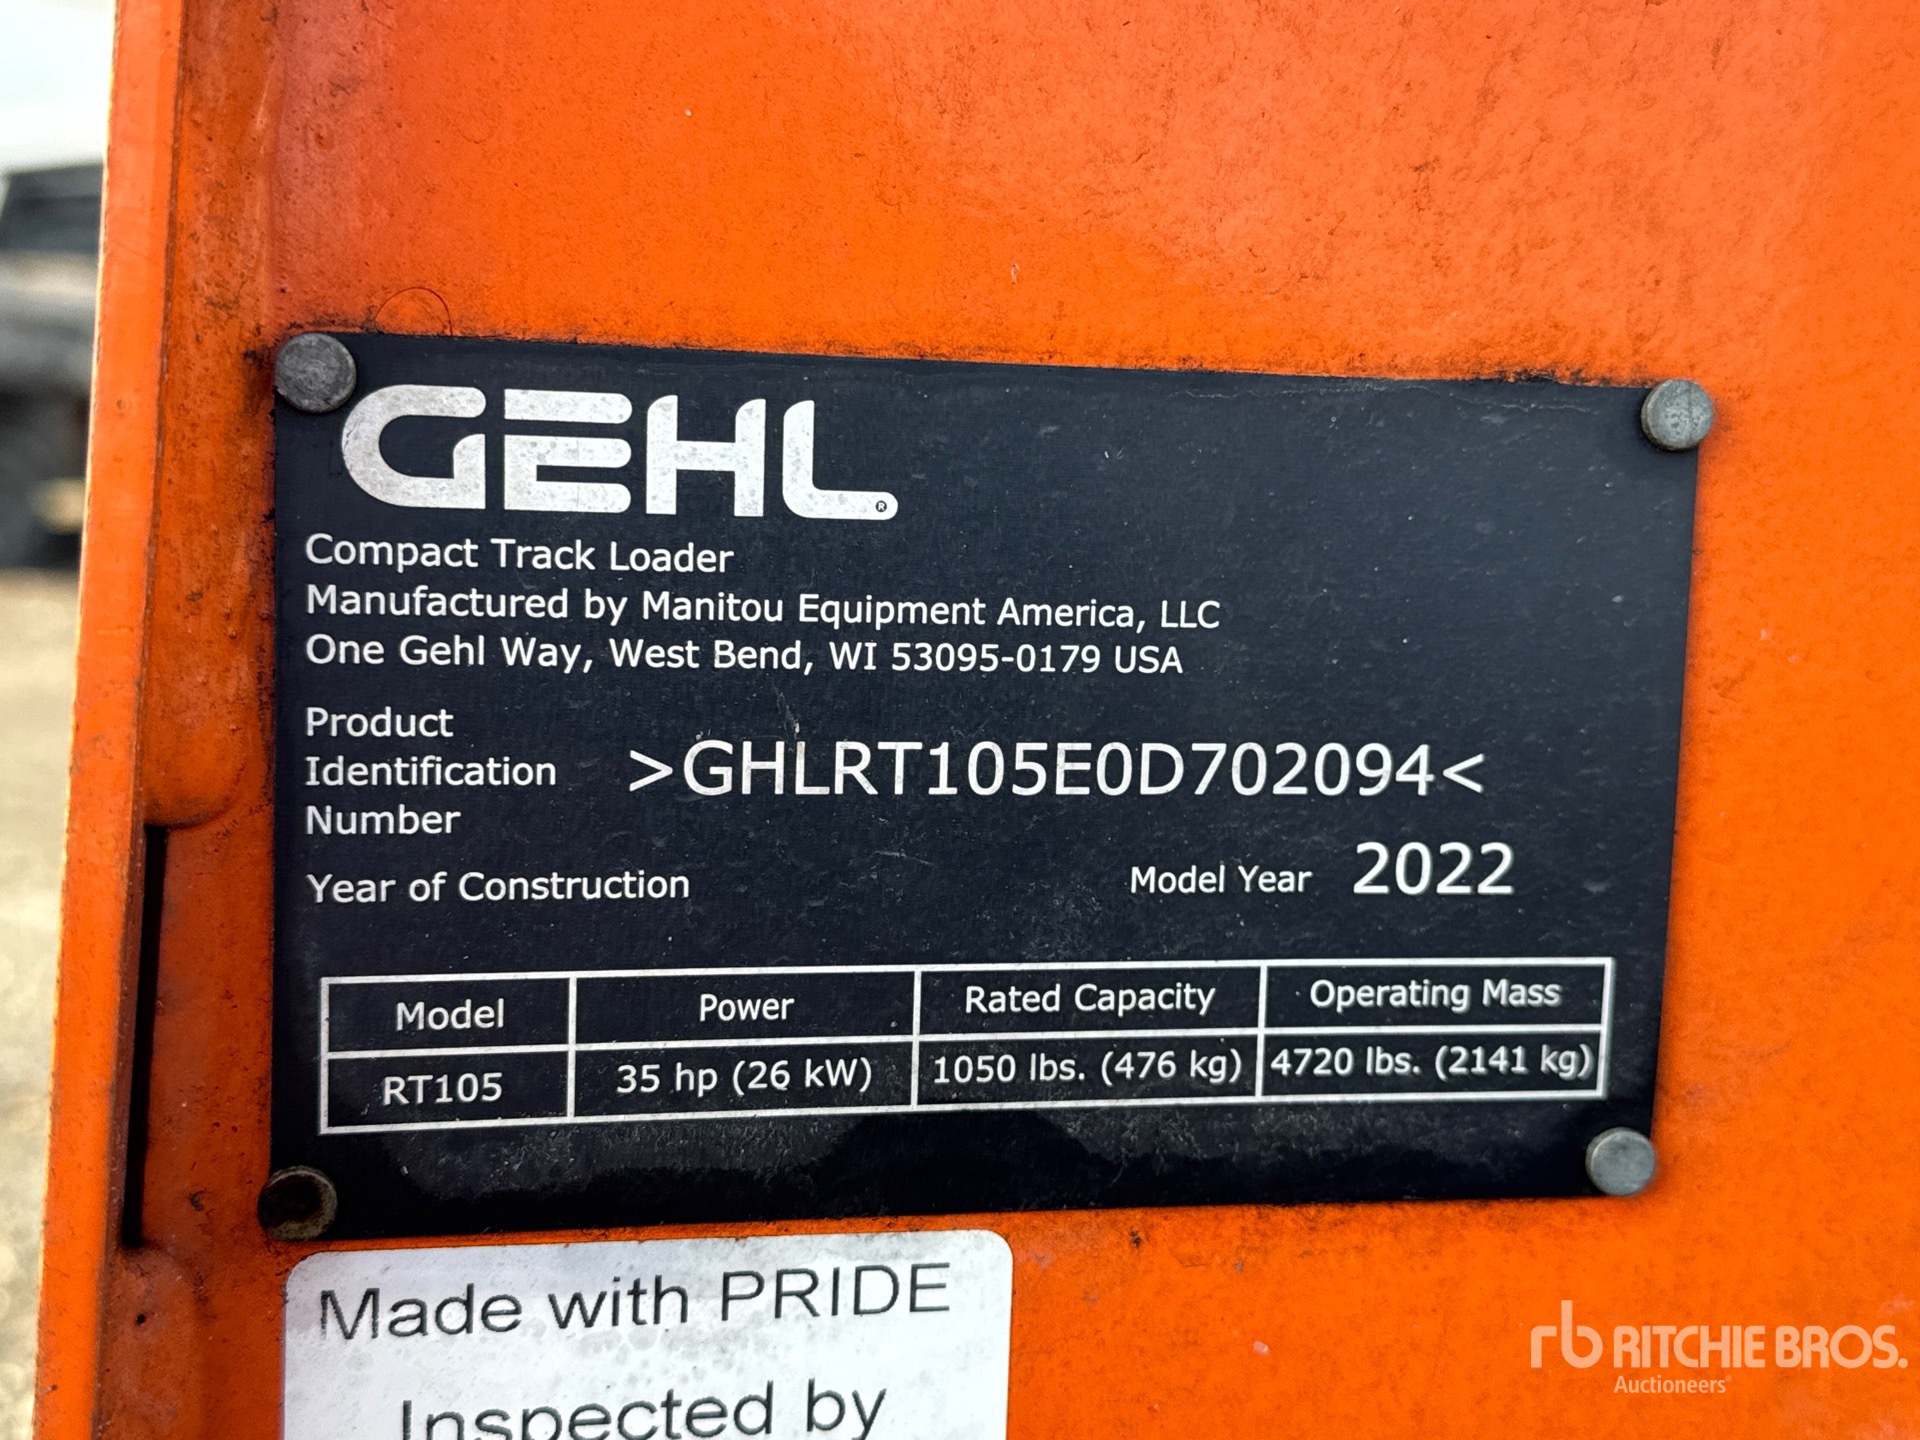 GEHL®
Compact Track Loader
Manufactured by Manitou Equipment America, LLC
One Gehl Way, West Bend, WI 53095-0179 USA
Product
Identification
Number
>GHLRT105E0D702094<
Year of Construction
Model Year 2022
Model Power Rated Capacity Operating Mass
RT105 35 hp (26 kW) 1050 lbs. (476 kg) 4720 lbs. (2141 kg)
Made with PRIDE
Inspected by
rb RITCHIE BROS.
Auctioneers